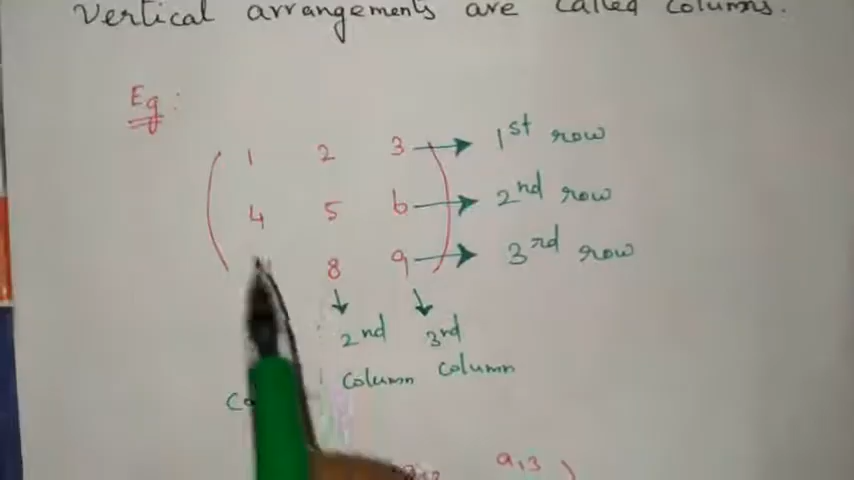 Vertical arrangements are called columns.
Eg:
1 2 3 → 1st row
4 5 6 → 2nd row
8 9 → 3rd row
↓ ↓
2nd 3rd
column column
a13